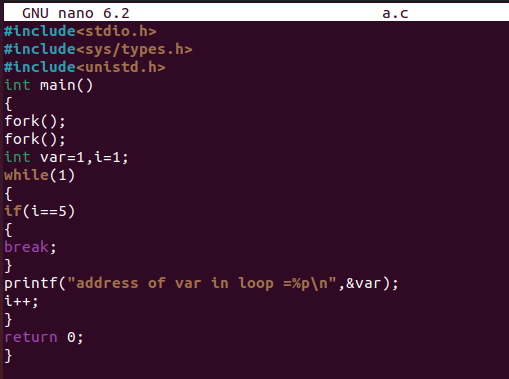 GNU nano 6.2 a.c
#include<stdio.h>
#include<sys/types.h>
#include<unistd.h>
int main()
{
fork();
fork();
int var=1,i=1;
while(1)
{
if(i==5)
{
break;
}
printf("address of var in loop =%p\n",&var);
i++;
}
return 0;
}